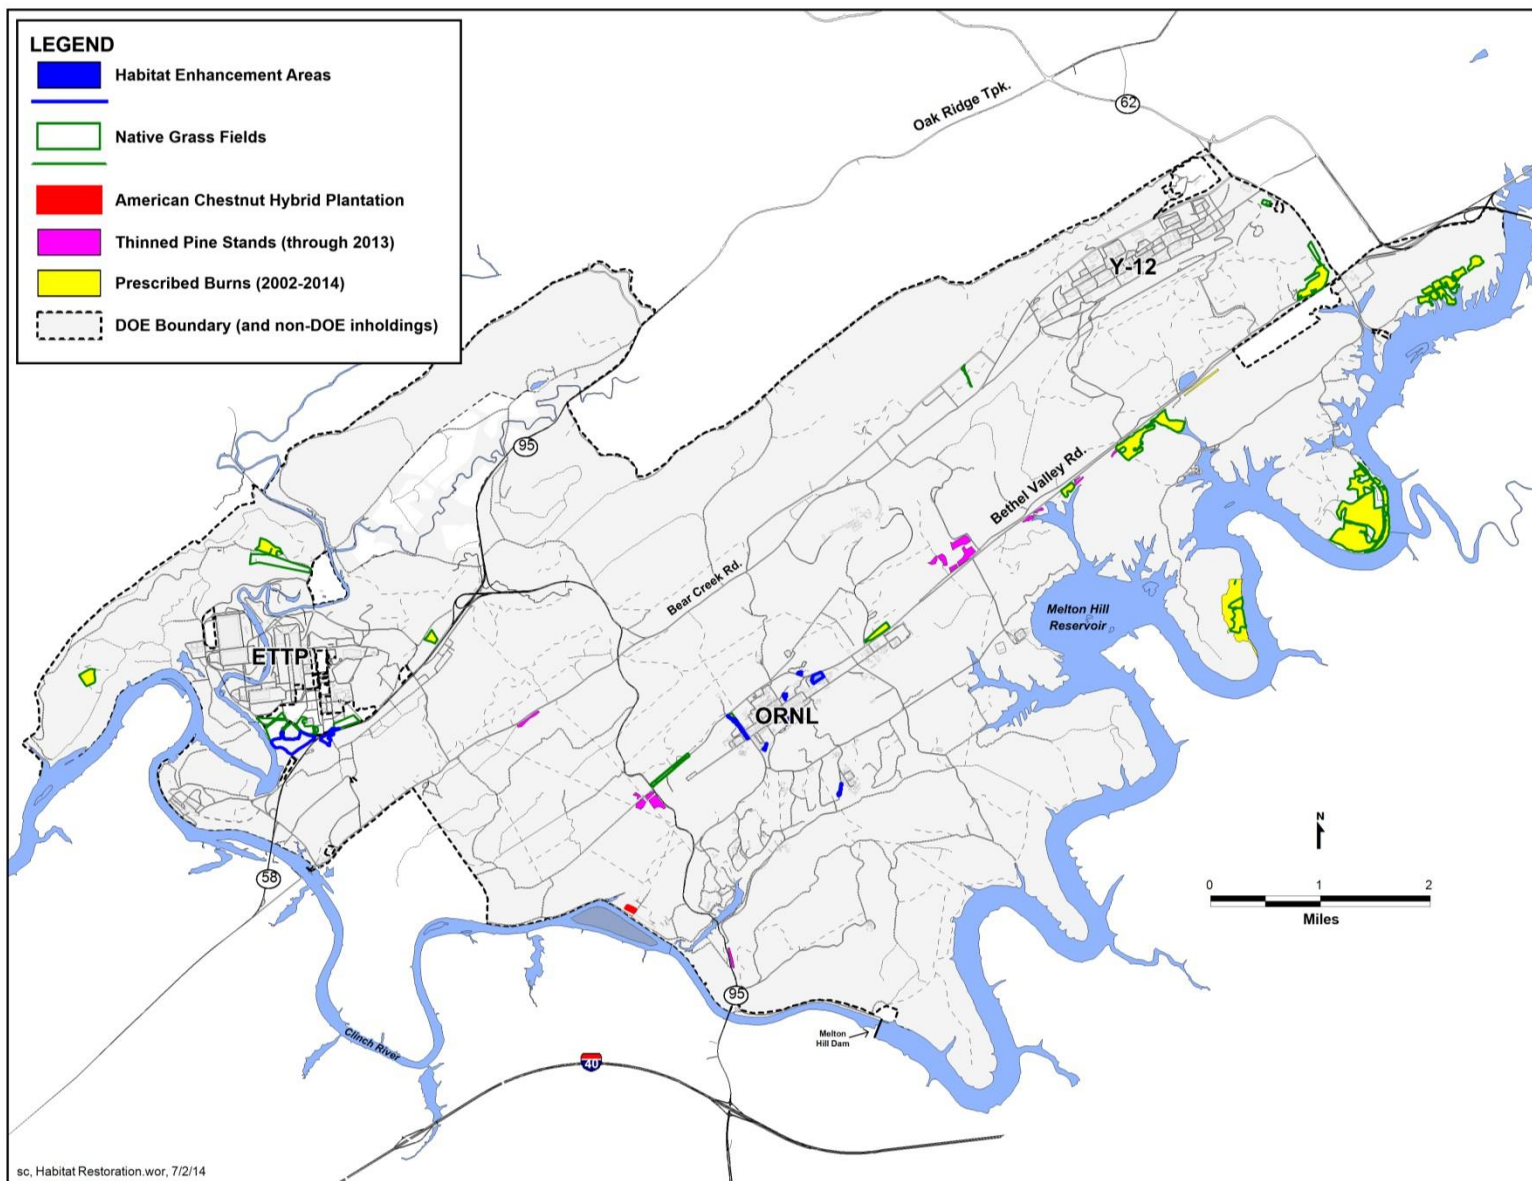 LEGEND
Habitat Enhancement Areas
Native Grass Fields
American Chestnut Hybrid Plantation
Thinned Pine Stands (through 2013)
Prescribed Burns (2002-2014)
DOE Boundary (and non-DOE inholdings)
Oak Ridge Tpk.
62
Y-12
95
Bethel Valley Rd.
Bear Creek Rd.
Melton Hill
Reservoir
ETTP
ORNL
N
0 1 2
Miles
58
95
Melton
Hill Dam
Clinch River
40
sc, Habitat Restoration.wor, 7/2/14